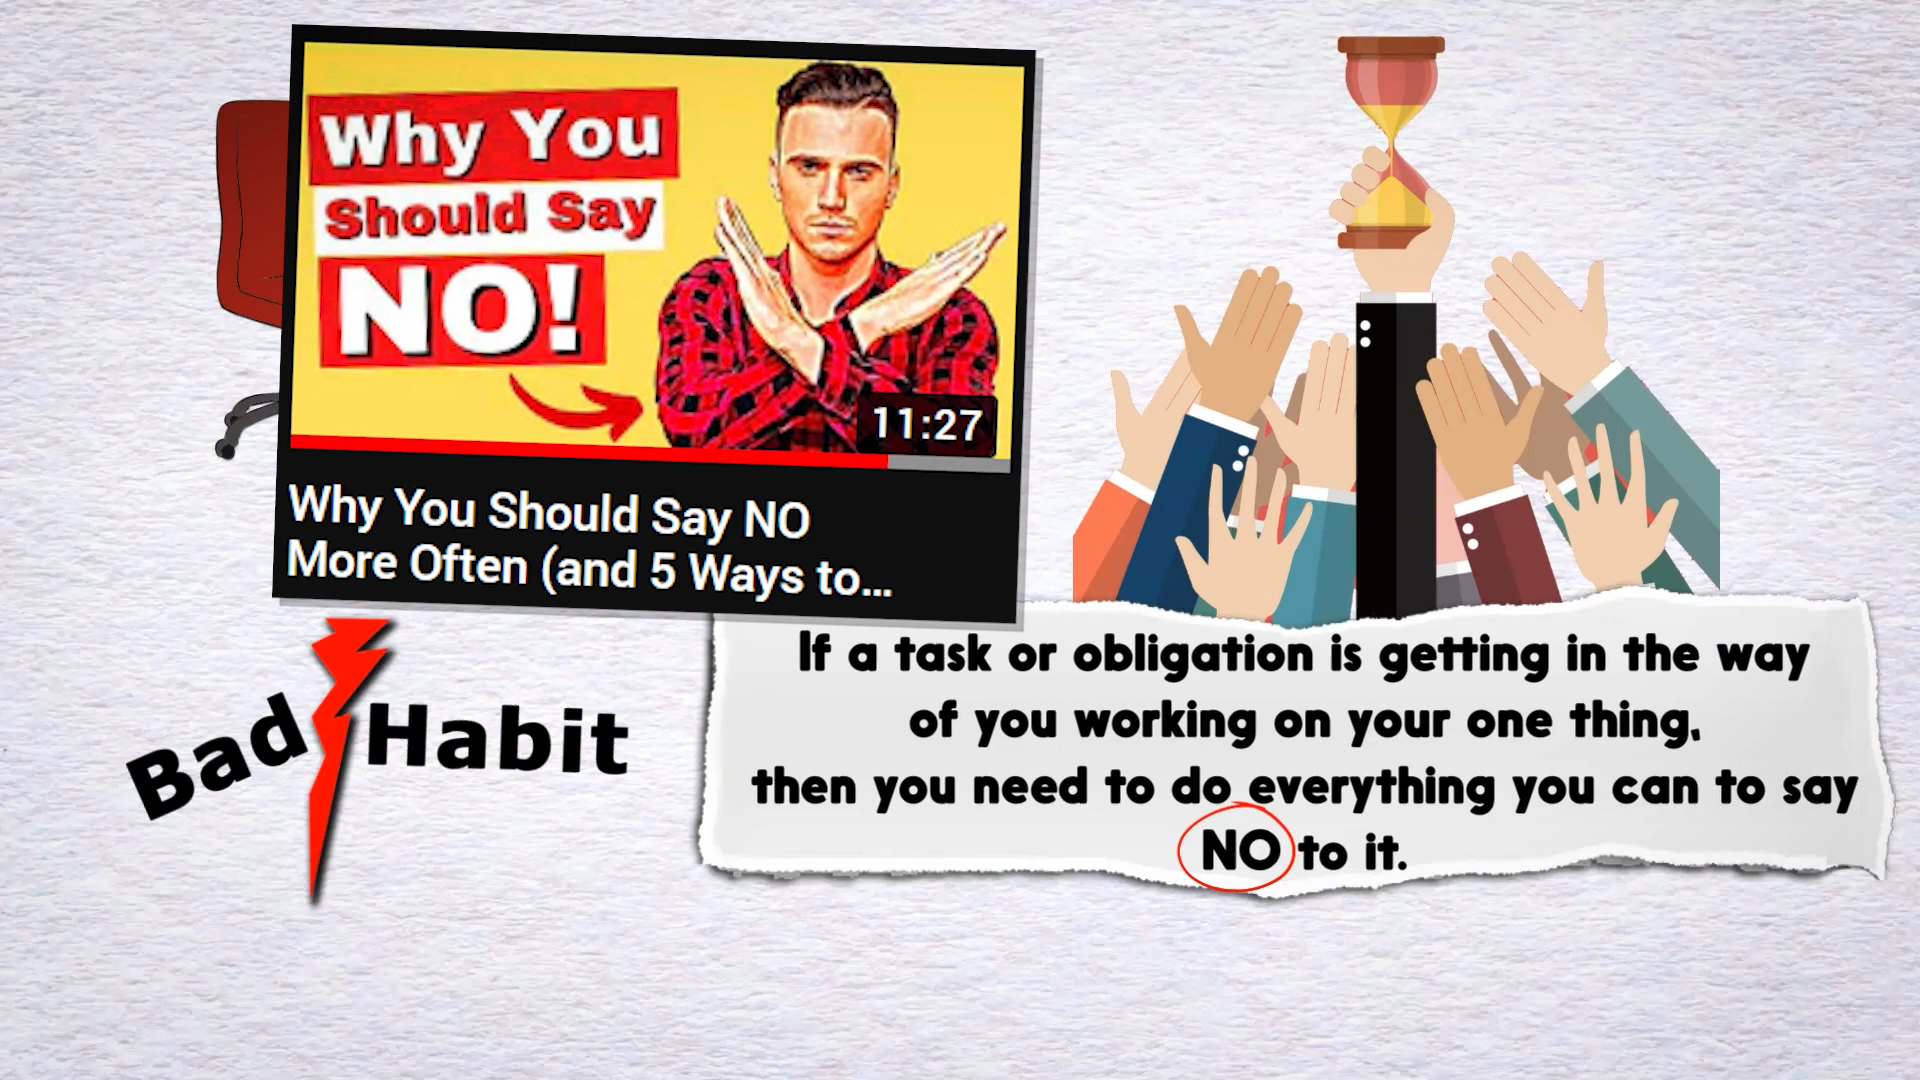 Why You
Should Say
NO!
11:27
Why You Should Say NO
More Often (and 5 Ways to...
Bad Habit
If a task or obligation is getting in the way
of you working on your one thing,
then you need to do everything you can to say
NO to it.